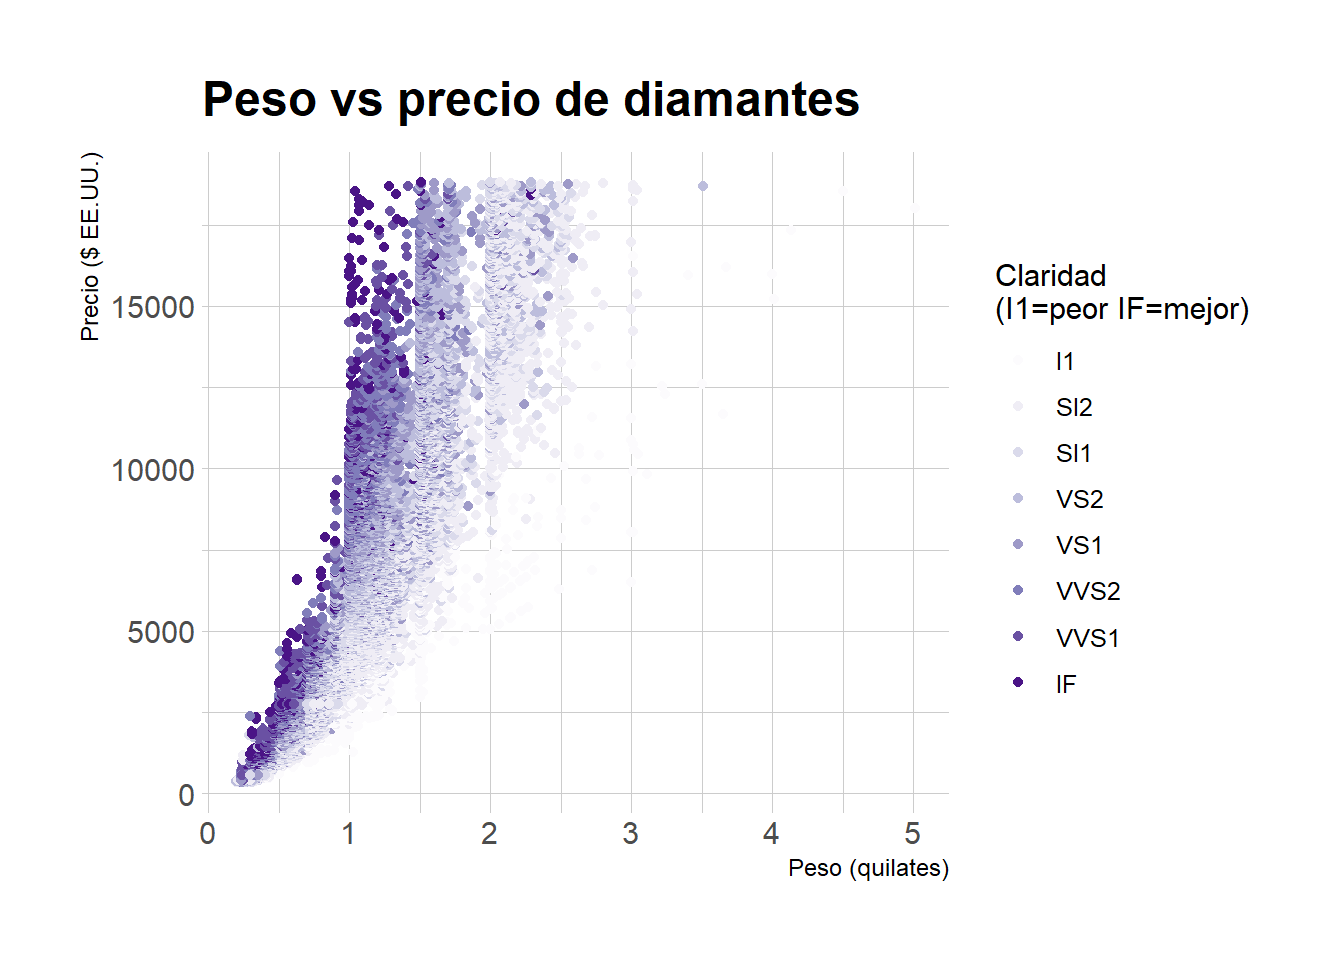 Peso vs precio de diamantes
Precio ($ EE.UU.)
15000
10000
5000
0
0 1 2 3 4 5
Peso (quilates)
Claridad
(I1=peor IF=mejor)
I1
SI2
SI1
VS2
VS1
VVS2
VVS1
IF